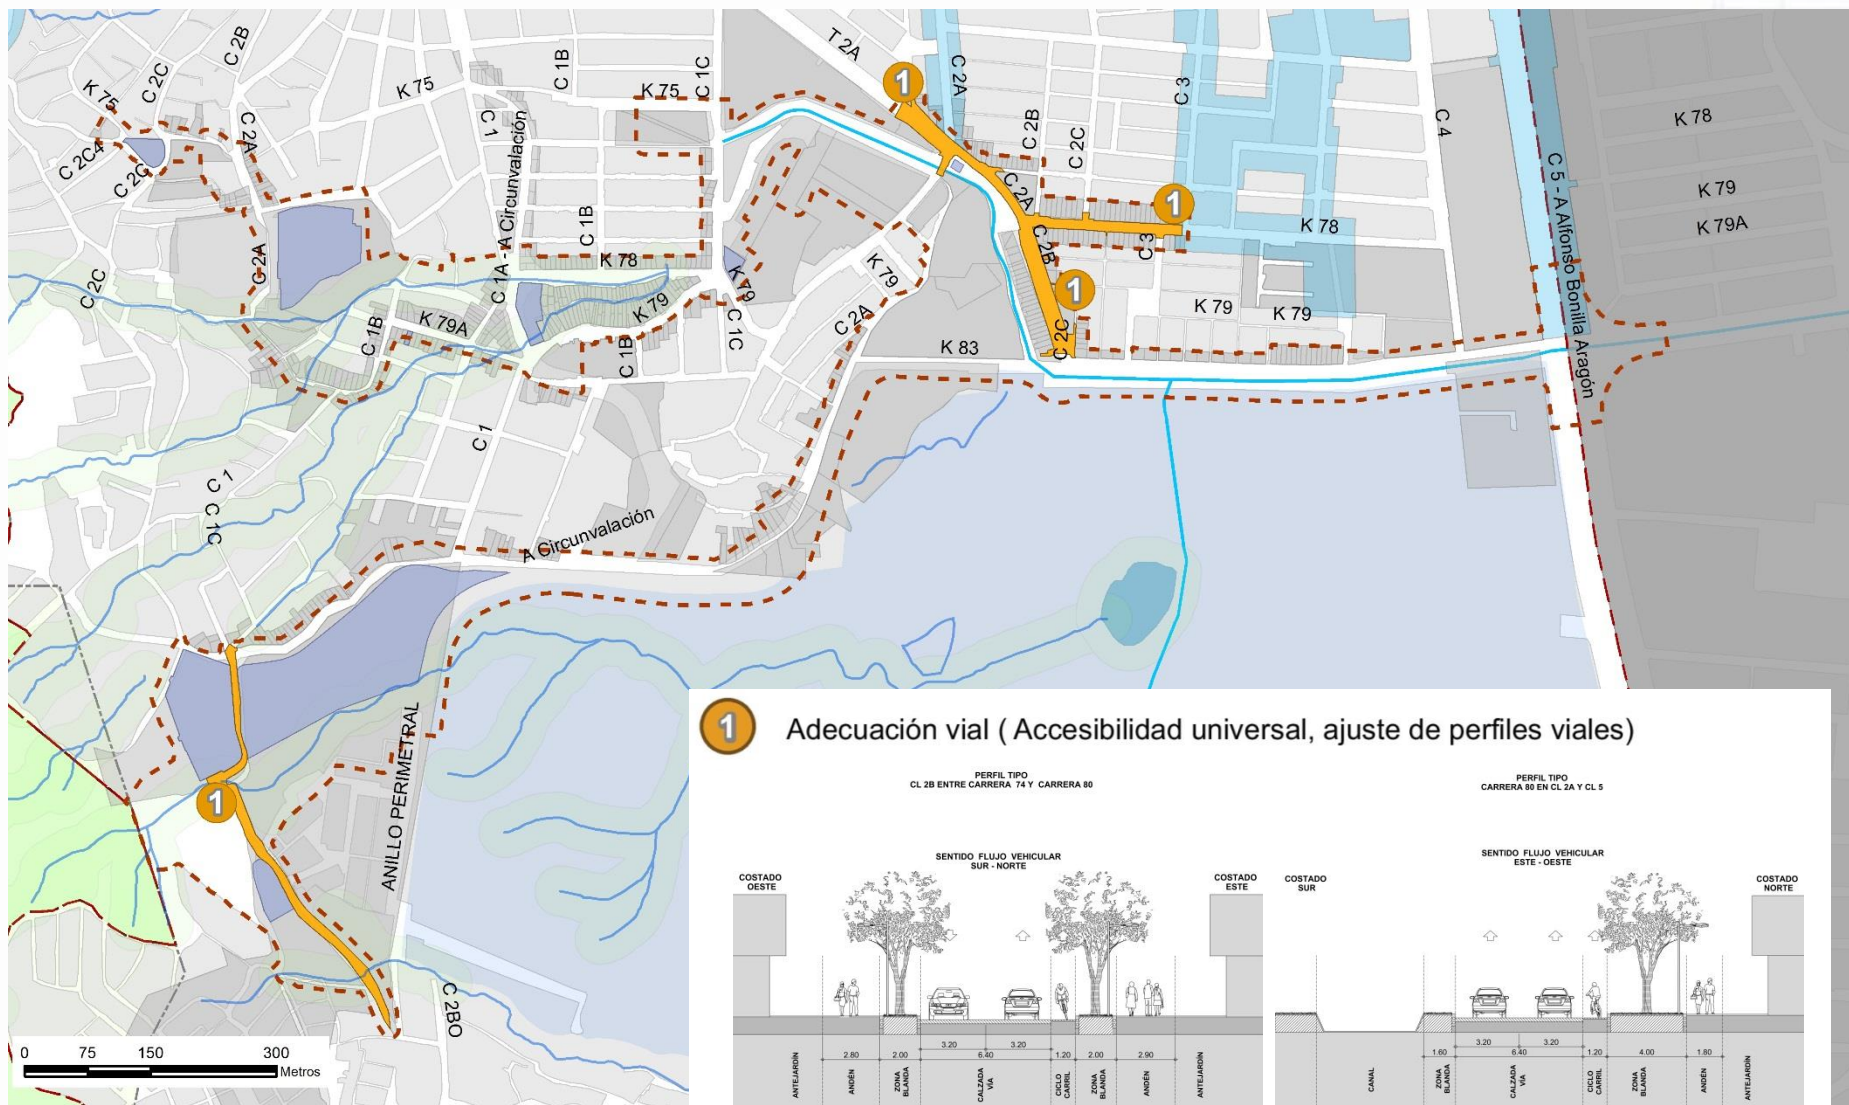 T 2A
C 2B
C 2C
K 75
C 1B
C 1C
K 75
K 75
C 2A
C 3
C 4
K 78
C 1
C 2A
C 2C4
C 2C
C 1A - A Circunvalación
C 2B
C 2C
C 5 - A Alfonso Bonilla Aragón
C 2A
K 79
K 79A
C 1B
K 78
C 2A
C 2C
K 79
K 79
C 2B
C 3
K 78
K 79
K 79
C 1B
K 79A
K 79
C 1C
C 2A
C 1B
K 83
C 2C
C 1
C 1
C 1C
A Circunvalación
ANILLO PERIMETRAL
C 2BO
1
1
1
1
0 75 150 300
Metros
1 Adecuación vial ( Accesibilidad universal, ajuste de perfiles viales)
PERFIL TIPO
CL 2B ENTRE CARRERA 74 Y CARRERA 80
SENTIDO FLUJO VEHICULAR
SUR - NORTE
COSTADO
OESTE
COSTADO
ESTE
3.20 3.20
2.80 2.00 6.40 1.20 2.00 2.90
ANTEJARDÍN
ANDÉN
ZONA
BLANDA
CALZADA
VÍA
CICLO
CARRIL
ZONA
BLANDA
ANDÉN
ANTEJARDÍN
PERFIL TIPO
CARRERA 80 EN CL 2A Y CL 5
SENTIDO FLUJO VEHICULAR
ESTE - OESTE
COSTADO
SUR
COSTADO
NORTE
3.20 3.20
1.60 6.40 1.20 4.00 1.80
CANAL
ZONA
BLANDA
CALZADA
VÍA
CICLO
CARRIL
ZONA
BLANDA
ANDÉN
ANTEJARDÍN